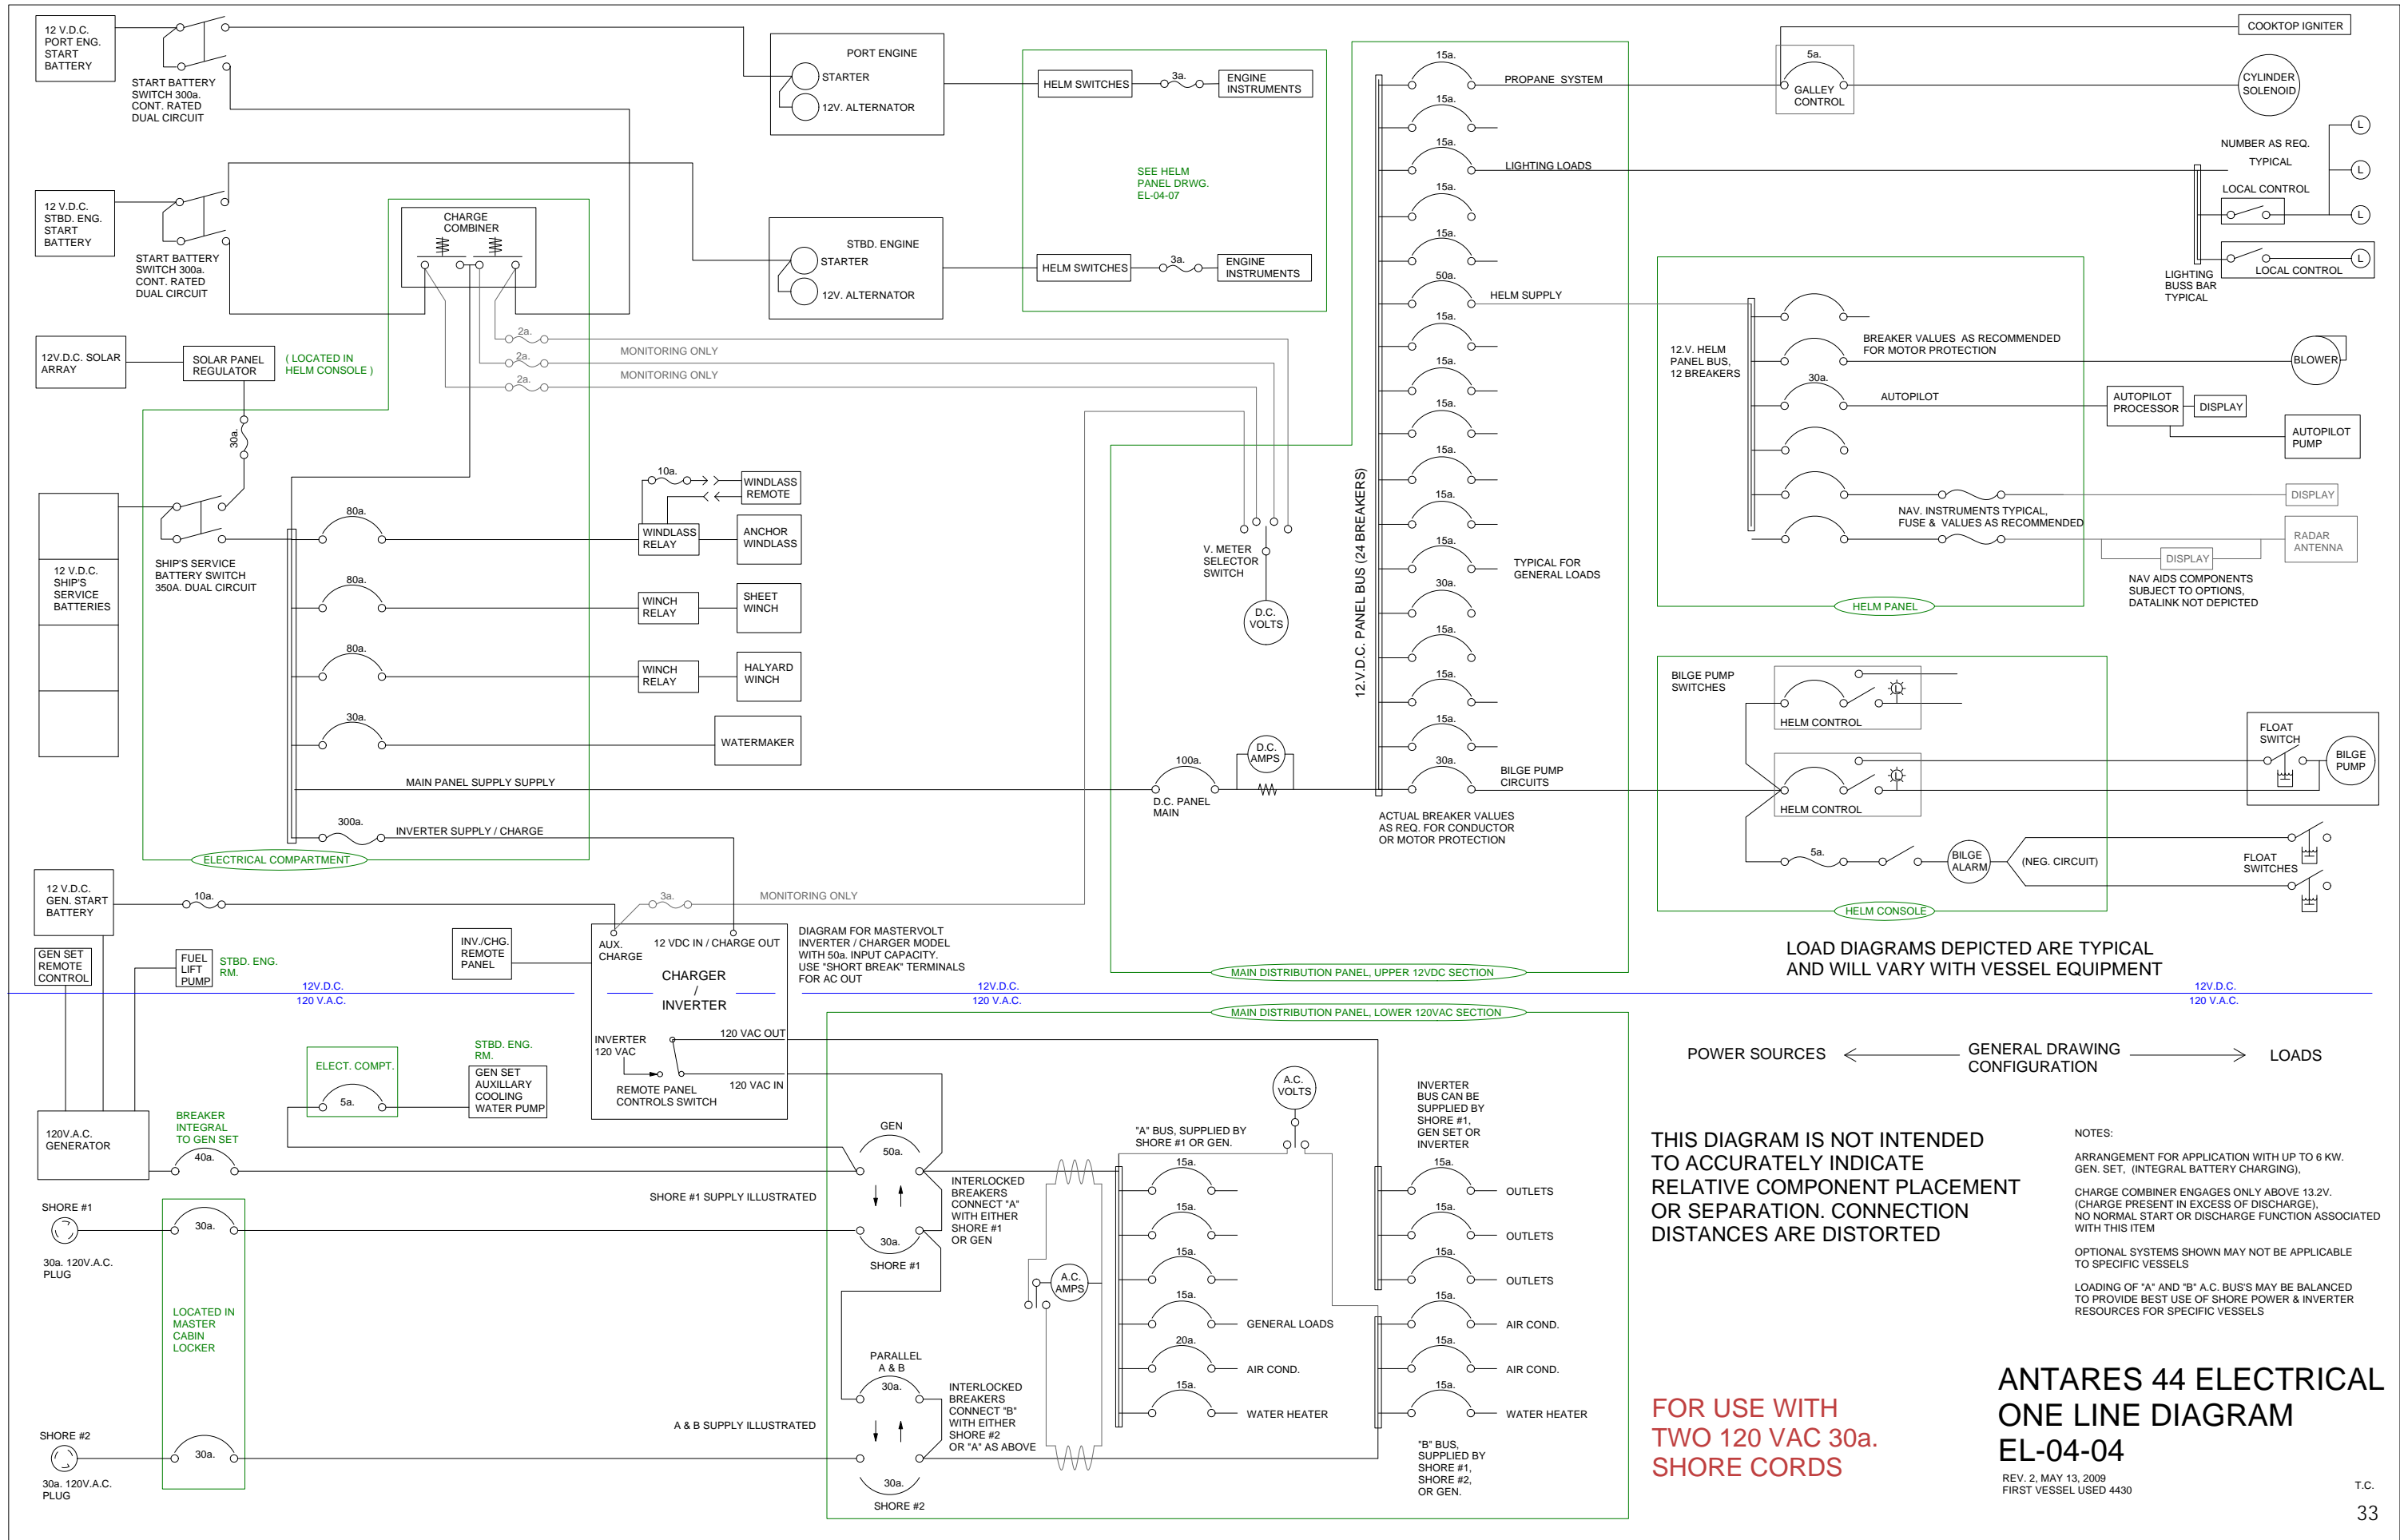 12 V.D.C.
PORT ENG.
START
BATTERY
START BATTERY
SWITCH 300a.
CONT. RATED
DUAL CIRCUIT
PORT ENGINE
STARTER
12V. ALTERNATOR
HELM SWITCHES
3a.
ENGINE
INSTRUMENTS
SEE HELM
PANEL DRWG.
EL-04-07
12 V.D.C.
STBD. ENG.
START
BATTERY
START BATTERY
SWITCH 300a.
CONT. RATED
DUAL CIRCUIT
CHARGE
COMBINER
STBD. ENGINE
STARTER
12V. ALTERNATOR
HELM SWITCHES
3a.
ENGINE
INSTRUMENTS
12V.D.C. SOLAR
ARRAY
SOLAR PANEL
REGULATOR
( LOCATED IN
HELM CONSOLE )
30a.
2a.
MONITORING ONLY
2a.
MONITORING ONLY
2a.
12 V.D.C.
SHIP'S
SERVICE
BATTERIES
SHIP'S SERVICE
BATTERY SWITCH
350A. DUAL CIRCUIT
80a.
10a.
WINDLASS
REMOTE
WINDLASS
RELAY
ANCHOR
WINDLASS
80a.
WINCH
RELAY
SHEET
WINCH
80a.
WINCH
RELAY
HALYARD
WINCH
30a.
WATERMAKER
MAIN PANEL SUPPLY SUPPLY
300a.
INVERTER SUPPLY / CHARGE
ELECTRICAL COMPARTMENT
V. METER
SELECTOR
SWITCH
D.C.
VOLTS
100a.
D.C. PANEL
MAIN
D.C.
AMPS
12.V.D.C. PANEL BUS (24 BREAKERS)
15a.
PROPANE SYSTEM
15a.
15a.
LIGHTING LOADS
15a.
15a.
50a.
HELM SUPPLY
15a.
15a.
15a.
15a.
15a.
15a.
TYPICAL FOR
GENERAL LOADS
30a.
15a.
15a.
15a.
30a.
BILGE PUMP
CIRCUITS
ACTUAL BREAKER VALUES
AS REQ. FOR CONDUCTOR
OR MOTOR PROTECTION
MAIN DISTRIBUTION PANEL, UPPER 12VDC SECTION
5a.
GALLEY
CONTROL
COOKTOP IGNITER
CYLINDER
SOLENOID
L
NUMBER AS REQ.
TYPICAL
L
LOCAL CONTROL
L
L
LOCAL CONTROL
LIGHTING
BUSS BAR
TYPICAL
12.V. HELM
PANEL BUS,
12 BREAKERS
BREAKER VALUES AS RECOMMENDED
FOR MOTOR PROTECTION
BLOWER
30a.
AUTOPILOT
AUTOPILOT
PROCESSOR
DISPLAY
AUTOPILOT
PUMP
DISPLAY
NAV. INSTRUMENTS TYPICAL,
FUSE & VALUES AS RECOMMENDED
RADAR
ANTENNA
DISPLAY
NAV AIDS COMPONENTS
SUBJECT TO OPTIONS,
DATALINK NOT DEPICTED
HELM PANEL
BILGE PUMP
SWITCHES
L
HELM CONTROL
L
HELM CONTROL
FLOAT
SWITCH
BILGE
PUMP
5a.
BILGE
ALARM
(NEG. CIRCUIT)
FLOAT
SWITCHES
HELM CONSOLE
LOAD DIAGRAMS DEPICTED ARE TYPICAL
AND WILL VARY WITH VESSEL EQUIPMENT
12 V.D.C.
GEN. START
BATTERY
10a.
3a.
MONITORING ONLY
GEN SET
REMOTE
CONTROL
FUEL
LIFT
PUMP
STBD. ENG.
RM.
INV./CHG.
REMOTE
PANEL
AUX.
CHARGE
12 VDC IN / CHARGE OUT
CHARGER
/
INVERTER
DIAGRAM FOR MASTERVOLT
INVERTER / CHARGER MODEL
WITH 50a. INPUT CAPACITY.
USE "SHORT BREAK" TERMINALS
FOR AC OUT
12V.D.C.
120 V.A.C.
12V.D.C.
120 V.A.C.
12V.D.C.
120 V.A.C.
INVERTER
120 VAC
120 VAC OUT
120 VAC IN
REMOTE PANEL
CONTROLS SWITCH
ELECT. COMPT.
5a.
STBD. ENG.
RM.
GEN SET
AUXILLARY
COOLING
WATER PUMP
120V.A.C.
GENERATOR
BREAKER
INTEGRAL
TO GEN SET
40a.
SHORE #1
30a. 120V.A.C.
PLUG
30a.
LOCATED IN
MASTER
CABIN
LOCKER
SHORE #2
30a. 120V.A.C.
PLUG
30a.
MAIN DISTRIBUTION PANEL, LOWER 120VAC SECTION
GEN
50a.
SHORE #1 SUPPLY ILLUSTRATED
30a.
SHORE #1
INTERLOCKED
BREAKERS
CONNECT "A"
WITH EITHER
SHORE #1
OR GEN
PARALLEL
A & B
30a.
A & B SUPPLY ILLUSTRATED
30a.
SHORE #2
INTERLOCKED
BREAKERS
CONNECT "B"
WITH EITHER
SHORE #2
OR "A" AS ABOVE
A.C.
AMPS
A.C.
VOLTS
"A" BUS, SUPPLIED BY
SHORE #1 OR GEN.
15a.
15a.
15a.
15a.
GENERAL LOADS
20a.
AIR COND.
15a.
WATER HEATER
INVERTER
BUS CAN BE
SUPPLIED BY
SHORE #1,
GEN SET OR
INVERTER
15a.
OUTLETS
15a.
OUTLETS
15a.
OUTLETS
15a.
AIR COND.
15a.
AIR COND.
15a.
WATER HEATER
"B" BUS,
SUPPLIED BY
SHORE #1,
SHORE #2,
OR GEN.
POWER SOURCES
GENERAL DRAWING
CONFIGURATION
LOADS
THIS DIAGRAM IS NOT INTENDED
TO ACCURATELY INDICATE
RELATIVE COMPONENT PLACEMENT
OR SEPARATION. CONNECTION
DISTANCES ARE DISTORTED
NOTES:
ARRANGEMENT FOR APPLICATION WITH UP TO 6 KW.
GEN. SET, (INTEGRAL BATTERY CHARGING),
CHARGE COMBINER ENGAGES ONLY ABOVE 13.2V.
(CHARGE PRESENT IN EXCESS OF DISCHARGE),
NO NORMAL START OR DISCHARGE FUNCTION ASSOCIATED
WITH THIS ITEM
OPTIONAL SYSTEMS SHOWN MAY NOT BE APPLICABLE
TO SPECIFIC VESSELS
LOADING OF "A" AND "B" A.C. BUS'S MAY BE BALANCED
TO PROVIDE BEST USE OF SHORE POWER & INVERTER
RESOURCES FOR SPECIFIC VESSELS
FOR USE WITH
TWO 120 VAC 30a.
SHORE CORDS
ANTARES 44 ELECTRICAL
ONE LINE DIAGRAM
EL-04-04
REV. 2, MAY 13, 2009
FIRST VESSEL USED 4430
T.C.
33